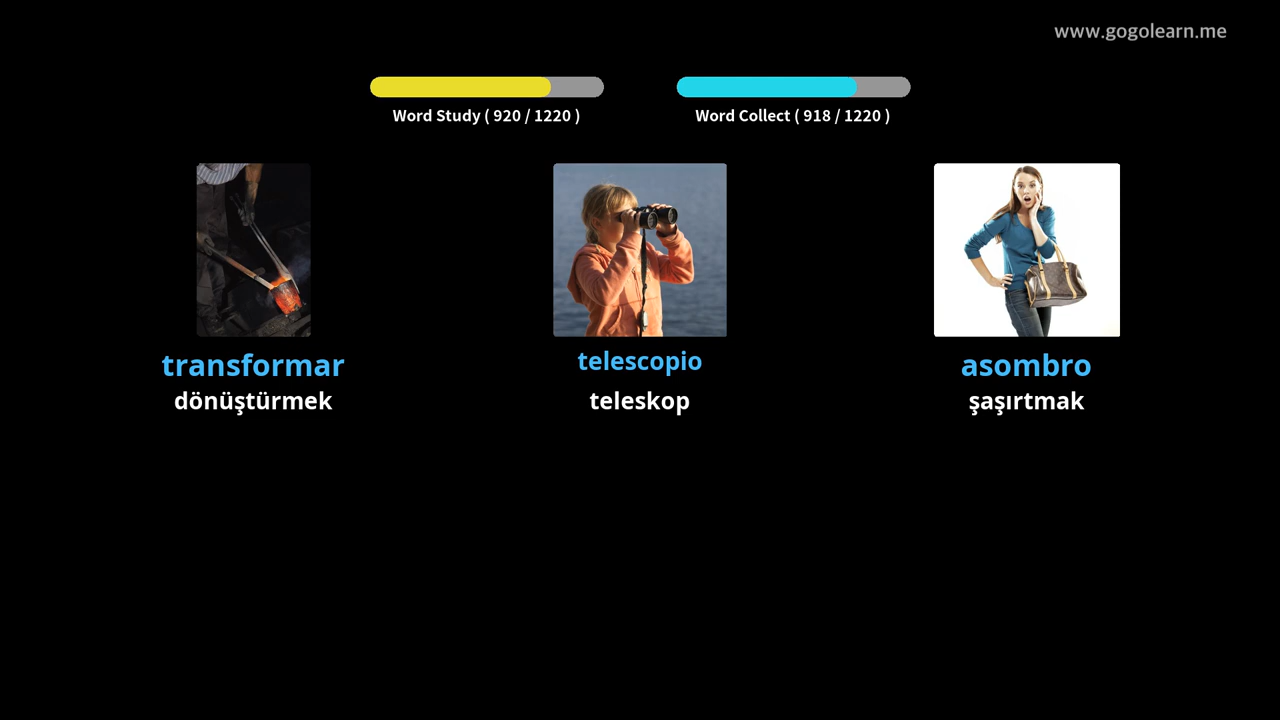 www.gogolearn.me
Word Study ( 920 / 1220 )
Word Collect ( 918 / 1220 )
transformar
dönüştürmek
telescopio
teleskop
asombro
şaşırtmak